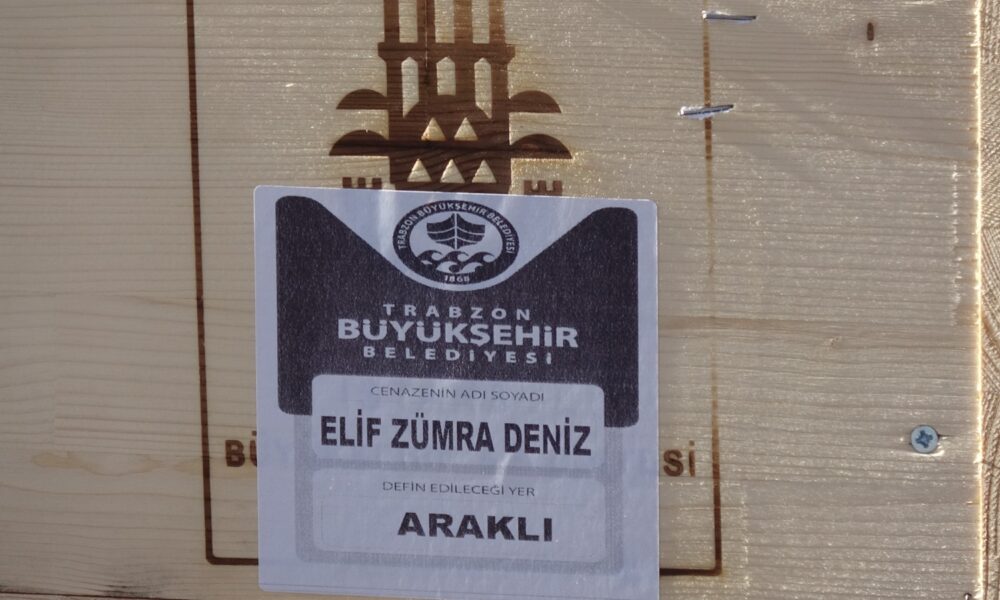 TRABZON BÜYÜKŞEHİR BELEDİYESİ
1868
TRABZON
BÜYÜKŞEHİR
BELEDİYESİ
CENAZENİN ADI SOYADI
ELİF ZÜMRA DENİZ
DEFİN EDİLECEĞİ YER
ARAKLI